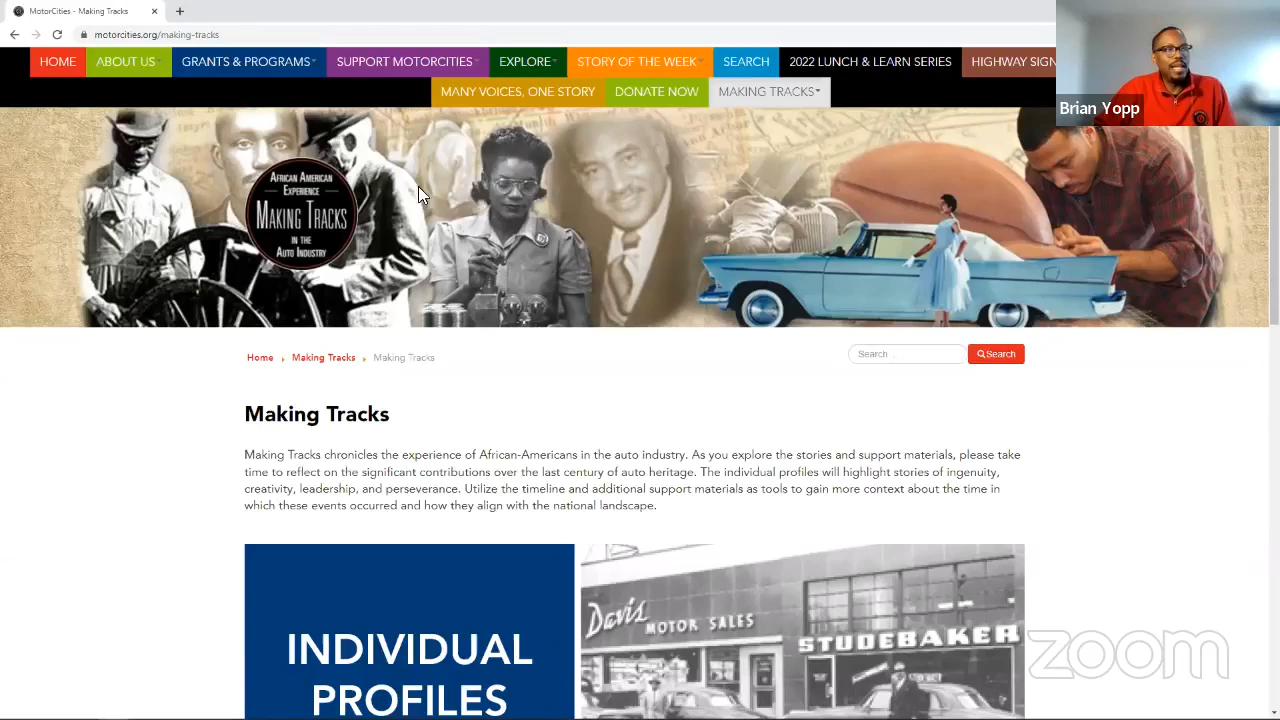 MotorCities - Making Tracks
motorcities.org/making-tracks
HOME ABOUT US GRANTS & PROGRAMS SUPPORT MOTORCITIES EXPLORE STORY OF THE WEEK SEARCH 2022 LUNCH & LEARN SERIES HIGHWAY SIGN
MANY VOICES, ONE STORY DONATE NOW MAKING TRACKS
Brian Yopp
AFRICAN AMERICAN
EXPERIENCE
MAKING TRACKS
IN THE
AUTO INDUSTRY
Home Making Tracks Making Tracks
Search ...
Search
Making Tracks
Making Tracks chronicles the experience of African-Americans in the auto industry. As you explore the stories and support materials, please take
time to reflect on the significant contributions over the last century of auto heritage. The individual profiles will highlight stories of ingenuity,
creativity, leadership, and perseverance. Utilize the timeline and additional support materials as tools to gain more context about the time in
which these events occurred and how they align with the national landscape.
INDIVIDUAL
PROFILES
Davis MOTOR SALES
STUDEBAKER
zoom